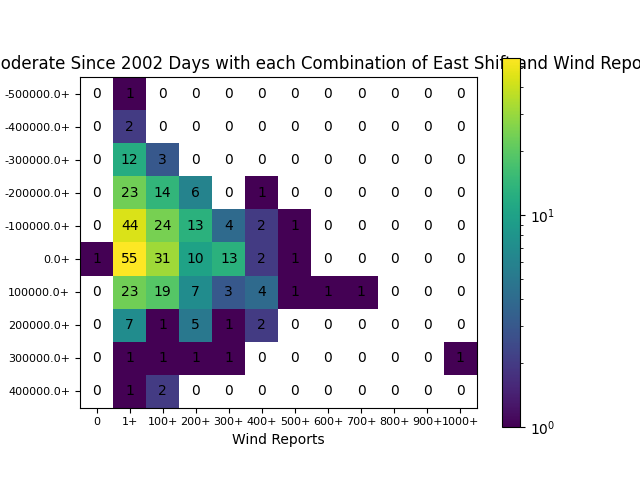 oderate Since 2002 Days with each Combination of East Shift and Wind Repo
-500000.0+ 0 1 0 0 0 0 0 0 0 0 0 0
-400000.0+ 0 2 0 0 0 0 0 0 0 0 0 0
-300000.0+ 0 12 3 0 0 0 0 0 0 0 0 0
-200000.0+ 0 23 14 6 0 1 0 0 0 0 0 0
-100000.0+ 0 44 24 13 4 2 1 0 0 0 0 0
10¹
0.0+ 1 55 31 10 13 2 1 0 0 0 0 0
100000.0+ 0 23 19 7 3 4 1 1 1 0 0 0
200000.0+ 0 7 1 5 1 2 0 0 0 0 0 0
300000.0+ 0 1 1 1 1 0 0 0 0 0 0 1
400000.0+ 0 1 2 0 0 0 0 0 0 0 0 0
0 1+ 100+ 200+ 300+ 400+ 500+ 600+ 700+ 800+ 900+ 1000+
10⁰
Wind Reports